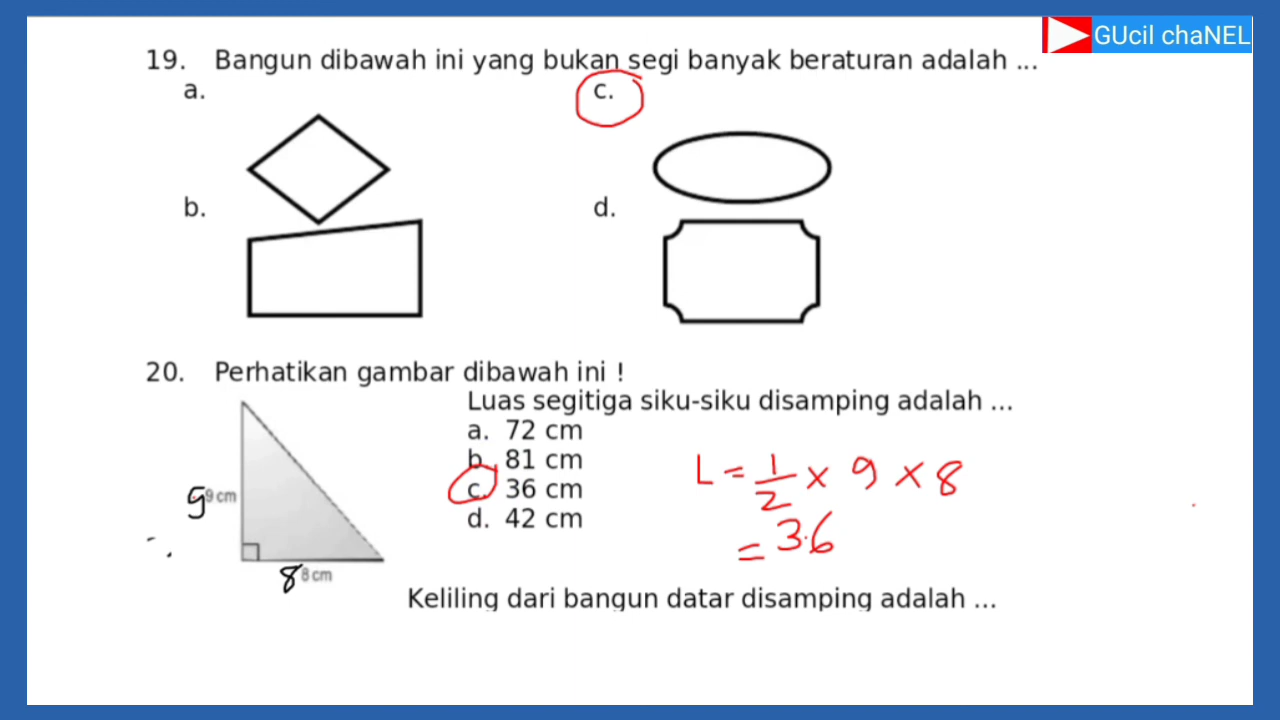 GUcil chaNEL
19. Bangun dibawah ini yang bukan segi banyak beraturan adalah ...
a.
c.
b.
d.
20. Perhatikan gambar dibawah ini !
Luas segitiga siku-siku disamping adalah ...
a. 72 cm
b. 81 cm
c. 36 cm
d. 42 cm
9 9 cm
8 8 cm
L = 1/2 × 9 × 8
= 36
Keliling dari bangun datar disamping adalah ...